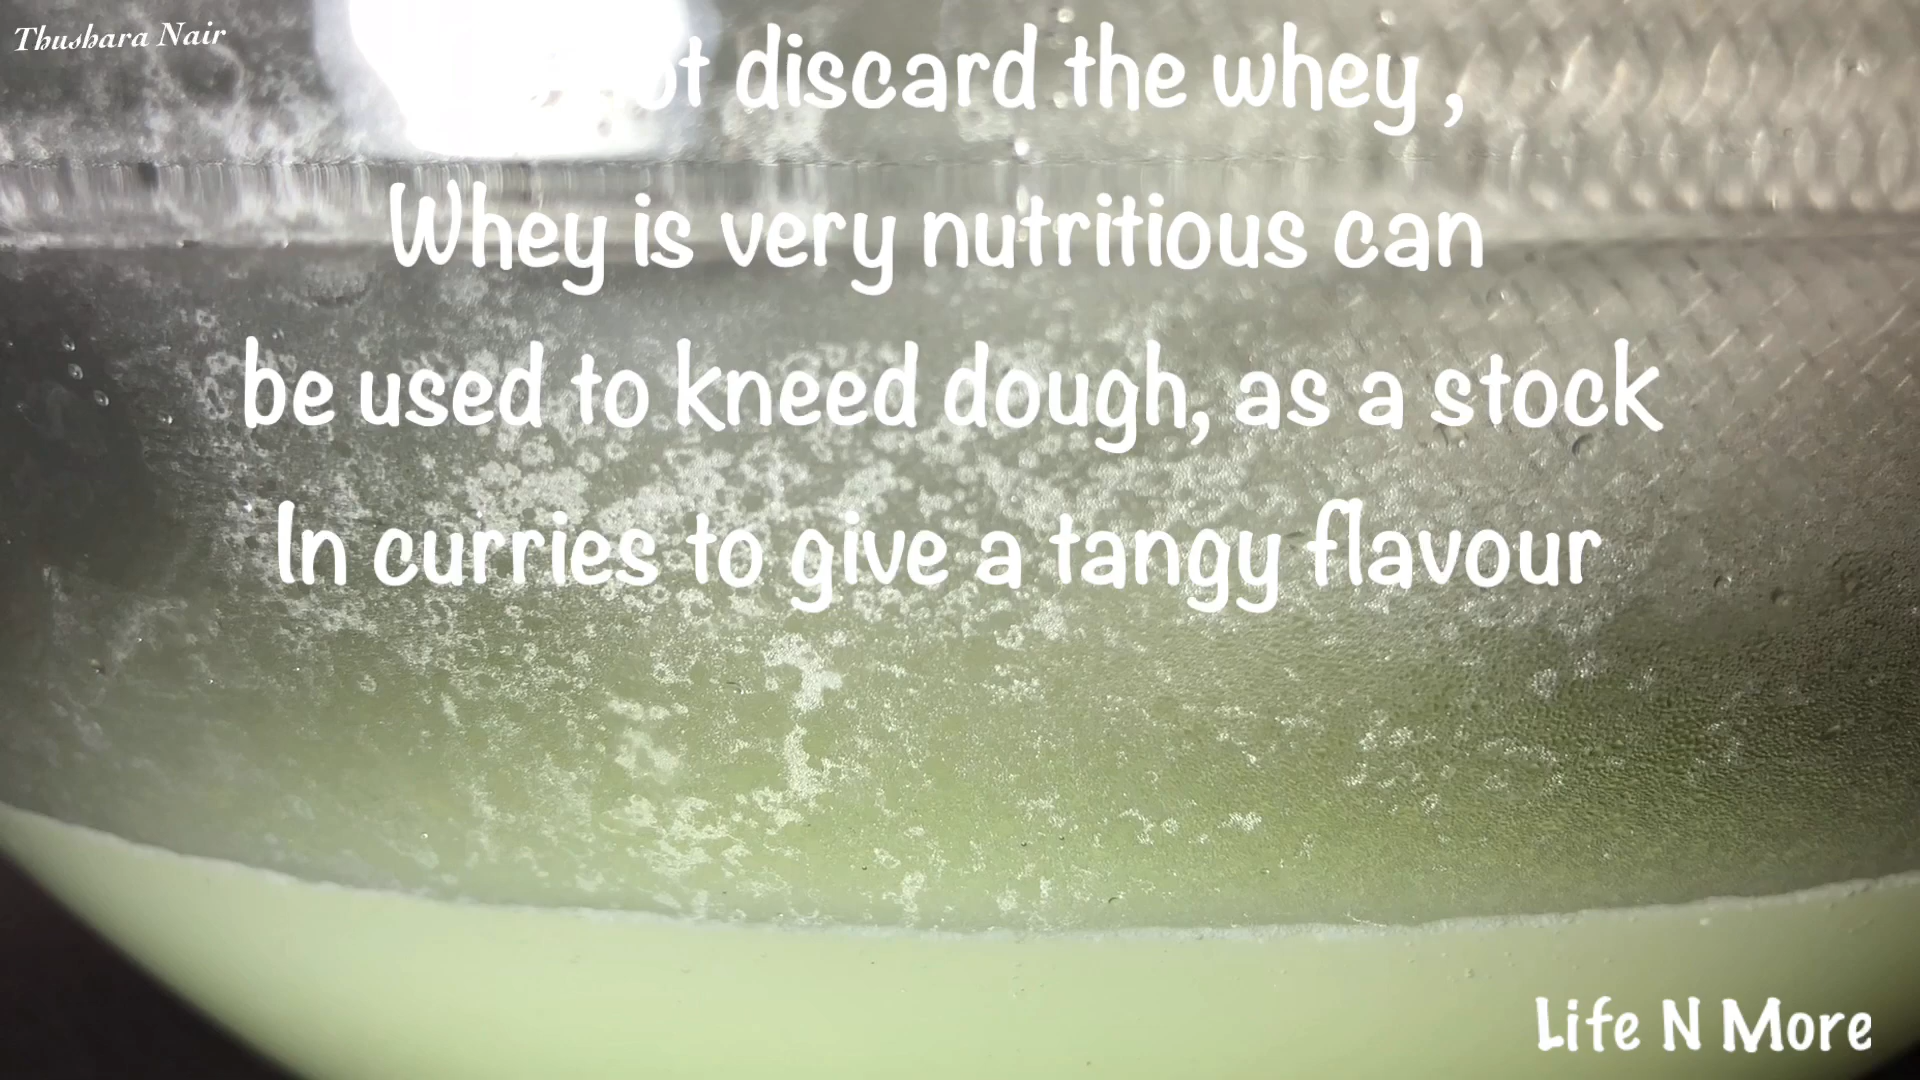 Thushara Nair
discard the whey ,
Whey is very nutritious can
be used to kneed dough, as a stock
In curries to give a tangy flavour
Life N More